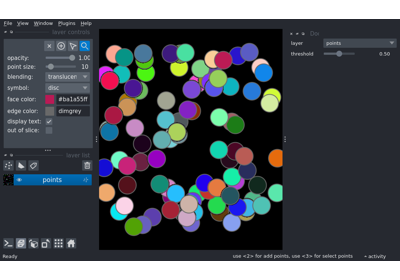 File View Window Plugins Help
layer controls
opacity: 1.00
point size: 10
blending: translucen
symbol: disc
face color: #ba1a55ff
edge color: dimgrey
display text:
out of slice:
layer list
points
layer points
threshold 0.50
Ready
use <2> for add points, use <3> for select points
activity